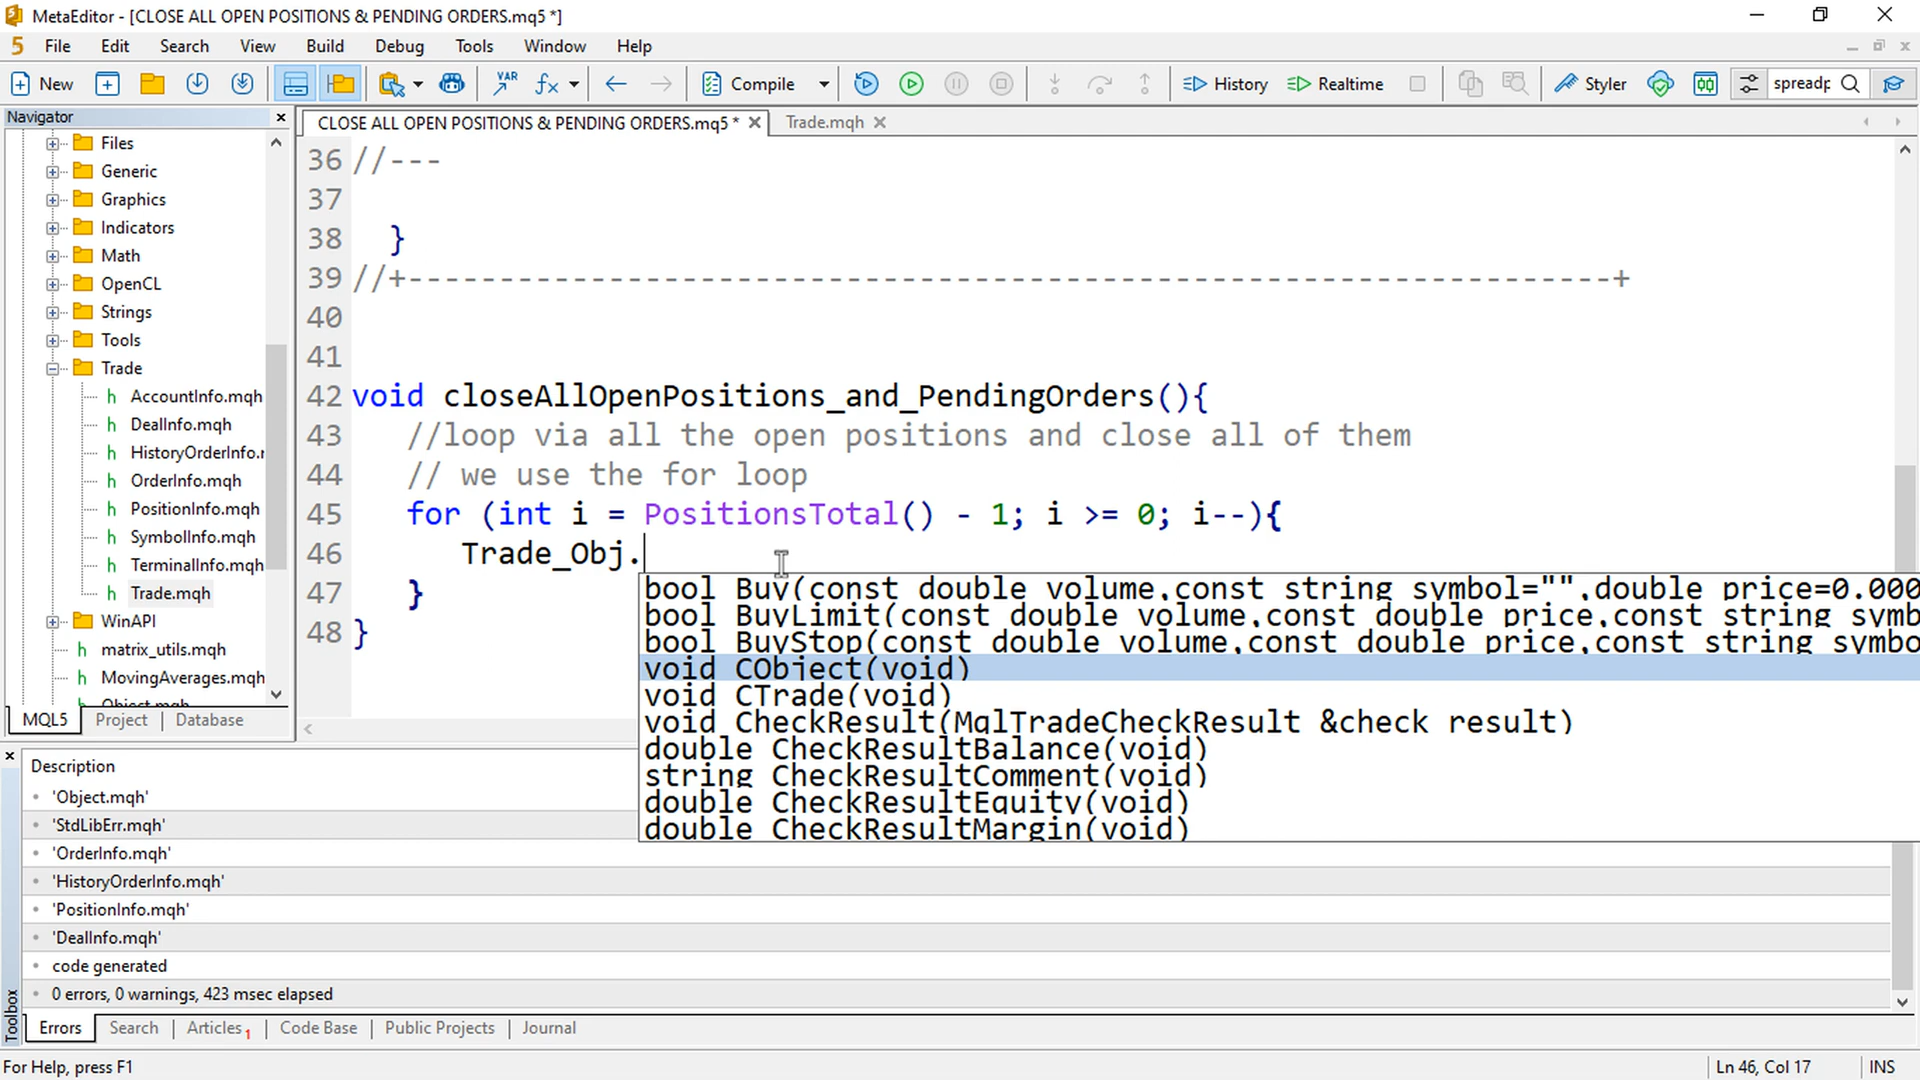 MetaEditor - [CLOSE ALL OPEN POSITIONS & PENDING ORDERS.mq5 *]
5 File Edit Search View Build Debug Tools Window Help
New VAR fx Compile History Realtime Styler spreadp
Navigator
Files
Generic
Graphics
Indicators
Math
OpenCL
Strings
Tools
Trade
AccountInfo.mqh
DealInfo.mqh
HistoryOrderInfo.
OrderInfo.mqh
PositionInfo.mqh
SymbolInfo.mqh
TerminalInfo.mqh
Trade.mqh
WinAPI
matrix_utils.mqh
MovingAverages.mqh
Object.mqh
MQL5 Project Database
CLOSE ALL OPEN POSITIONS & PENDING ORDERS.mq5 * Trade.mqh
36 //---
37
38 }
39 //+------------------------------------------------------------------+
40
41
42 void closeAllOpenPositions_and_PendingOrders(){
43 //loop via all the open positions and close all of them
44 // we use the for loop
45 for (int i = PositionsTotal() - 1; i >= 0; i--){
46 Trade_Obj.
47 }
48 }
bool Buy(const double volume,const string symbol="",double price=0.000
bool BuyLimit(const double volume,const double price,const string symb
bool BuyStop(const double volume,const double price,const string symbo
void CObject(void)
void CTrade(void)
void CheckResult(MqlTradeCheckResult &check_result)
double CheckResultBalance(void)
string CheckResultComment(void)
double CheckResultEquity(void)
double CheckResultMargin(void)
Description
'Object.mqh'
'StdLibErr.mqh'
'OrderInfo.mqh'
'HistoryOrderInfo.mqh'
'PositionInfo.mqh'
'DealInfo.mqh'
code generated
0 errors, 0 warnings, 423 msec elapsed
Toolbox
Errors Search Articles 1 Code Base Public Projects Journal
For Help, press F1 Ln 46, Col 17 INS